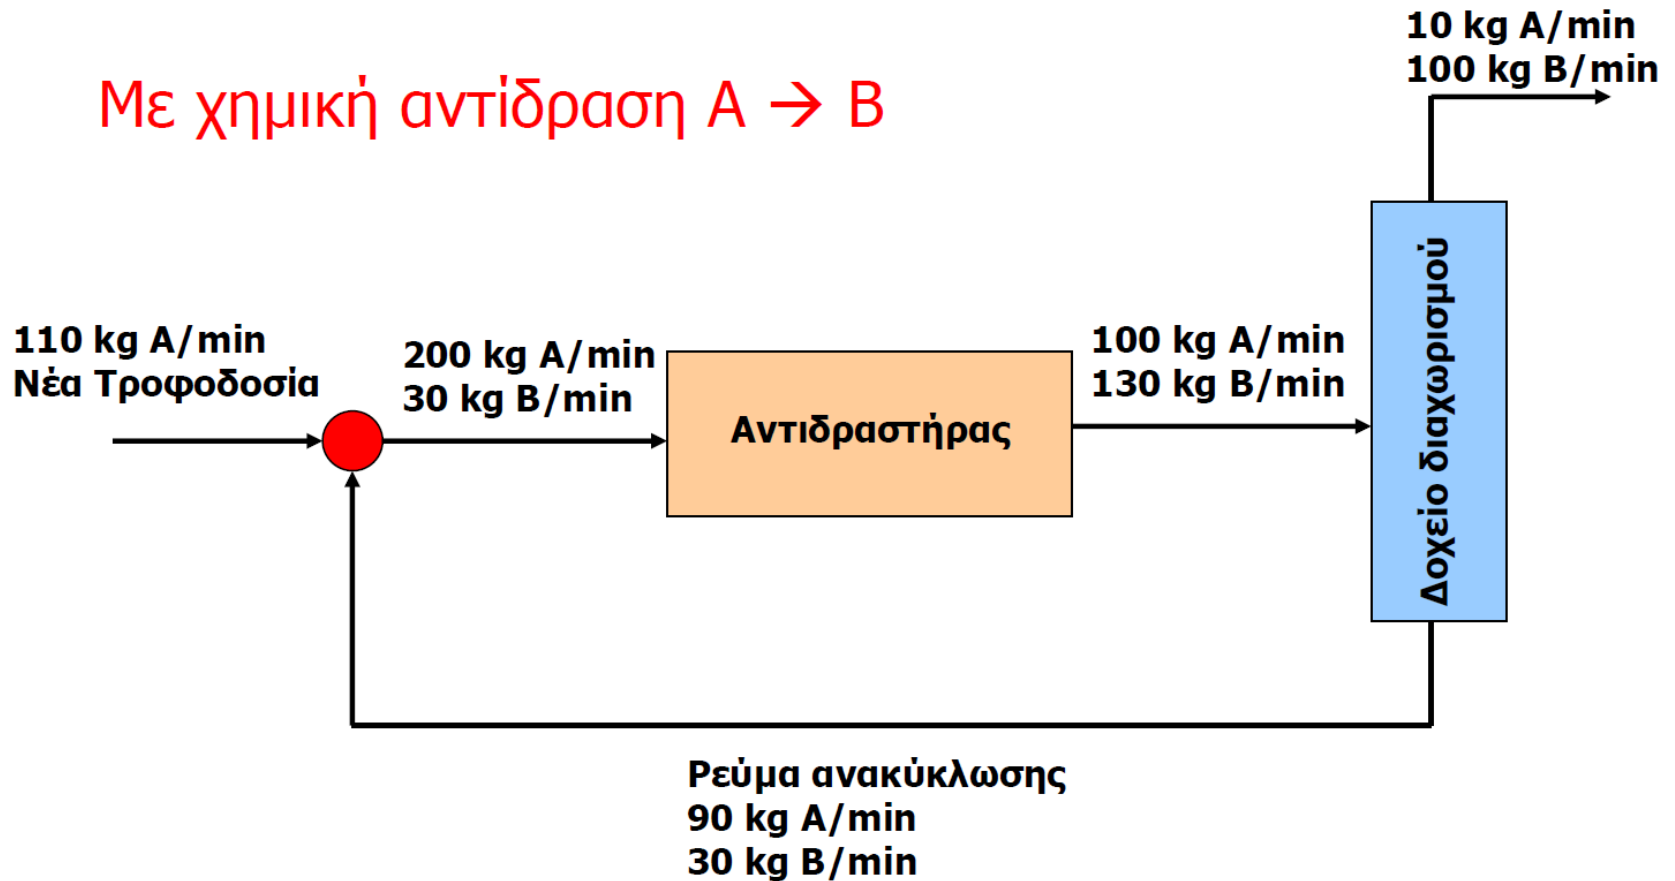 Με χημική αντίδραση Α → Β
10 kg A/min
100 kg B/min
110 kg A/min
Νέα Τροφοδοσία
200 kg A/min
30 kg B/min
Αντιδραστήρας
100 kg A/min
130 kg B/min
Δοχείο διαχωρισμού
Ρεύμα ανακύκλωσης
90 kg A/min
30 kg B/min